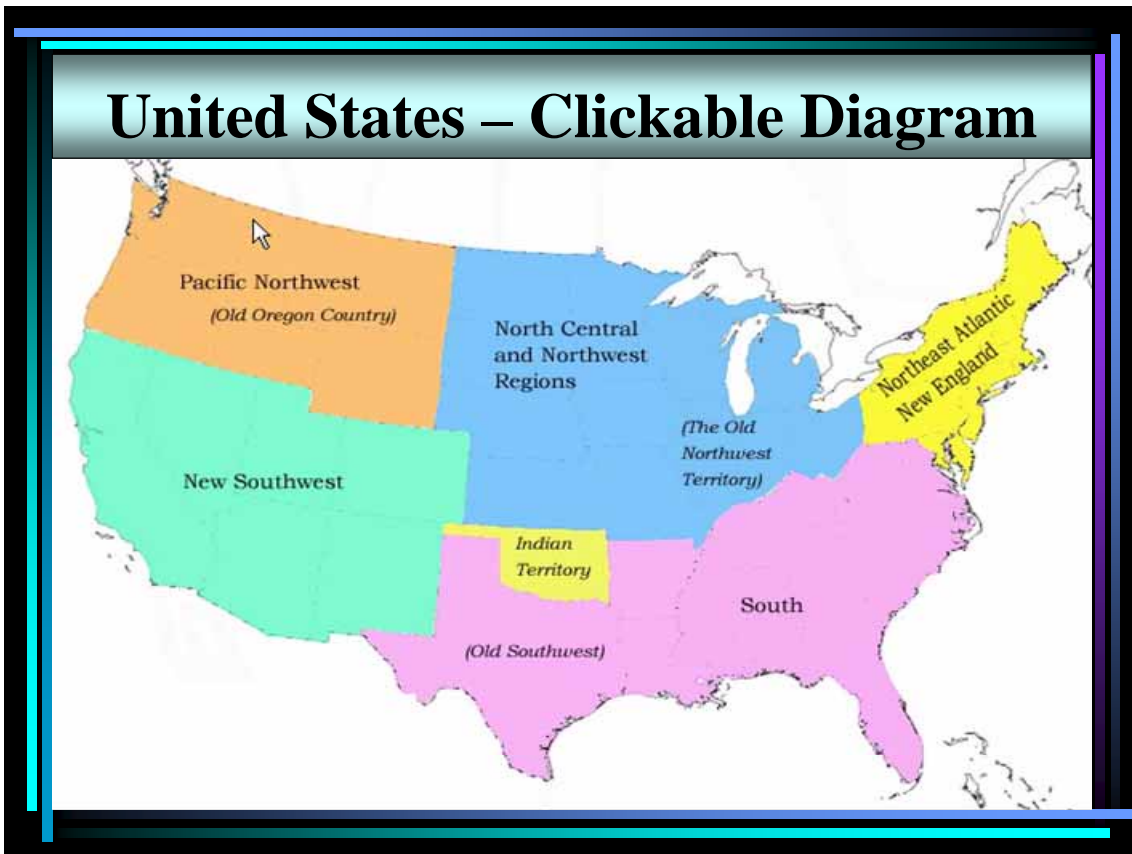 United States – Clickable Diagram
Pacific Northwest
(Old Oregon Country)
North Central
and Northwest
Regions
Northeast Atlantic
New England
(The Old
Northwest
Territory)
New Southwest
Indian
Territory
South
(Old Southwest)